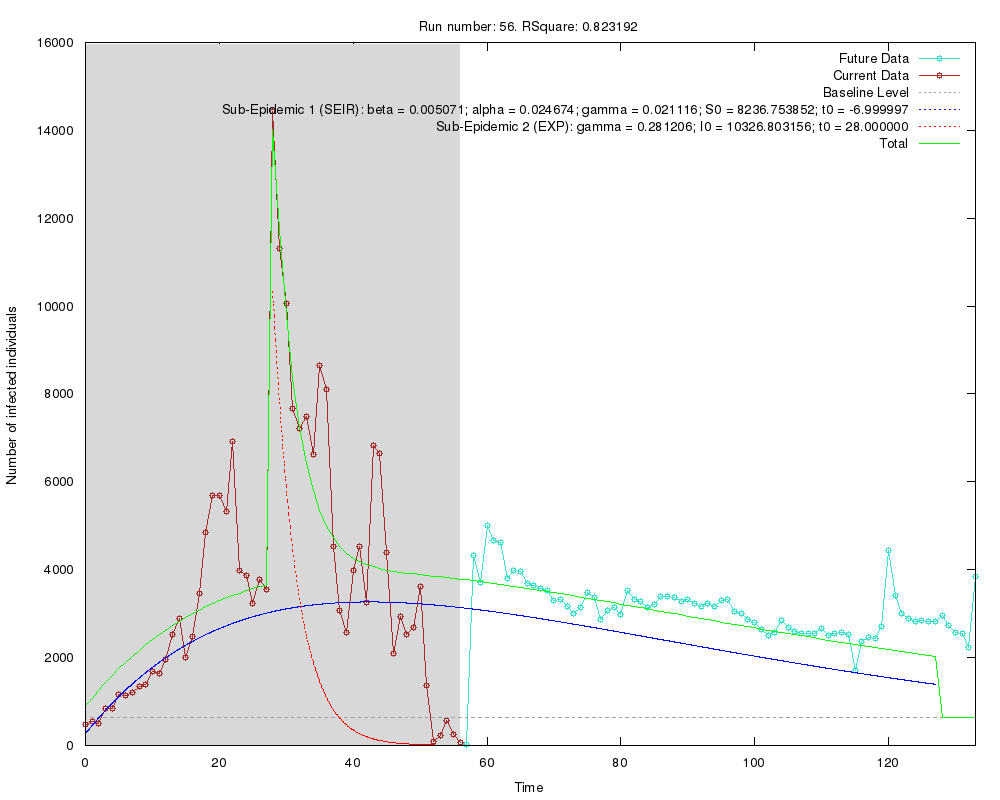 Run number: 56. RSquare: 0.823192
16000
14000
12000
10000
8000
6000
4000
2000
0
Number of infected individuals
Future Data
Current Data
Baseline Level
Sub-Epidemic 1 (SEIR): beta = 0.005071; alpha = 0.024674; gamma = 0.021116; S0 = 8236.753852; t0 = -6.999997
Sub-Epidemic 2 (EXP): gamma = 0.281206; I0 = 10326.803156; t0 = 28.000000
Total
0 20 40 60 80 100 120
Time